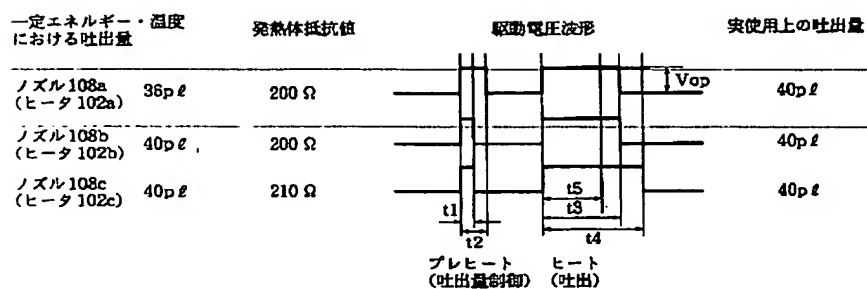 一定エネルギー・温度
における吐出量
発熱体抵抗値
駆動電圧波形
実使用上の吐出量
ノズル108a
(ヒータ102a)
36pℓ
200 Ω
Vop
40pℓ
ノズル108b
(ヒータ102b)
40pℓ
200 Ω
40pℓ
ノズル108c
(ヒータ102c)
40pℓ
210 Ω
t5
40pℓ
t1
t3
t2
t4
プレヒート
(吐出量制御)
ヒート
(吐出)